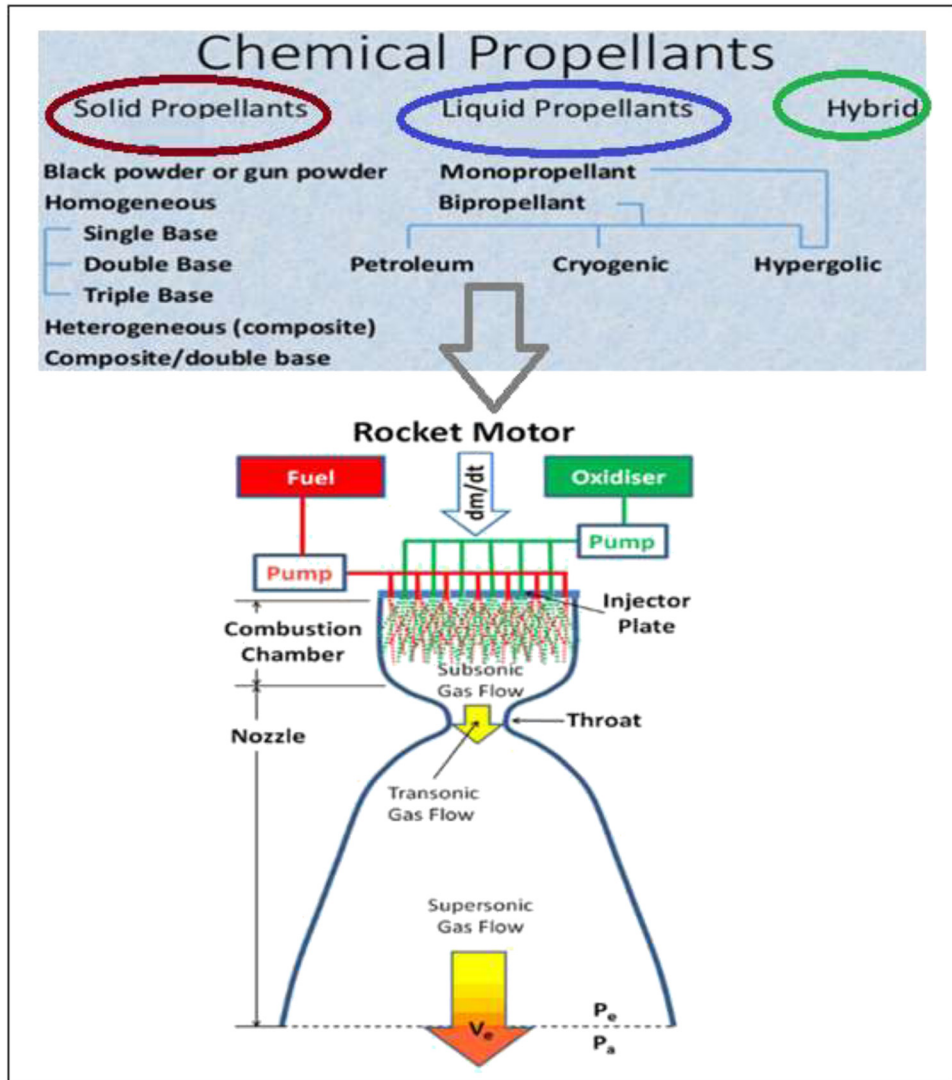 Chemical Propellants
Solid Propellants Liquid Propellants Hybrid
Black powder or gun powder Monopropellant
Homogeneous Bipropellant
Single Base
Double Base Petroleum Cryogenic Hypergolic
Triple Base
Heterogeneous (composite)
Composite/double base
Rocket Motor
Fuel dm/dt Oxidiser
Pump
Pump
Injector
Plate
Combustion
Chamber
Subsonic
Gas Flow
Throat
Nozzle
Transonic
Gas Flow
Supersonic
Gas Flow
Pe
Ve
Pa